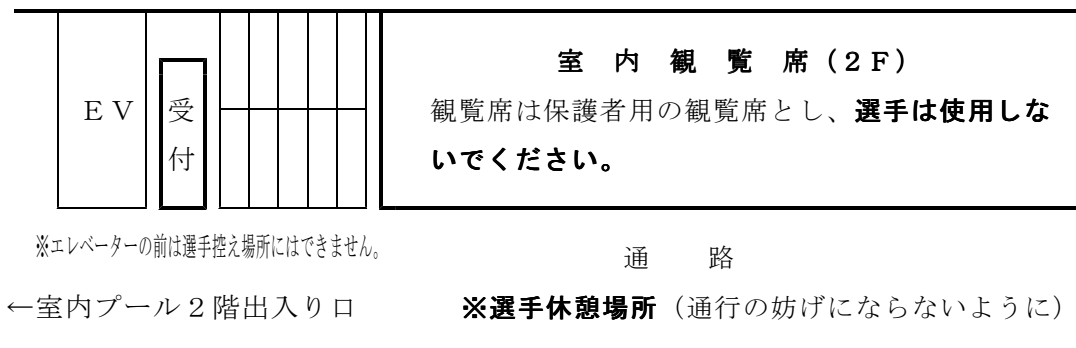 室内観覧席(2F)
観覧席は保護者用の観覧席とし、選手は使用しな
いでください。
EV
受付
※エレベーターの前は選手控え場所にはできません。
通路
←室内プール2階出入り口
※選手休憩場所(通行の妨げにならないように)